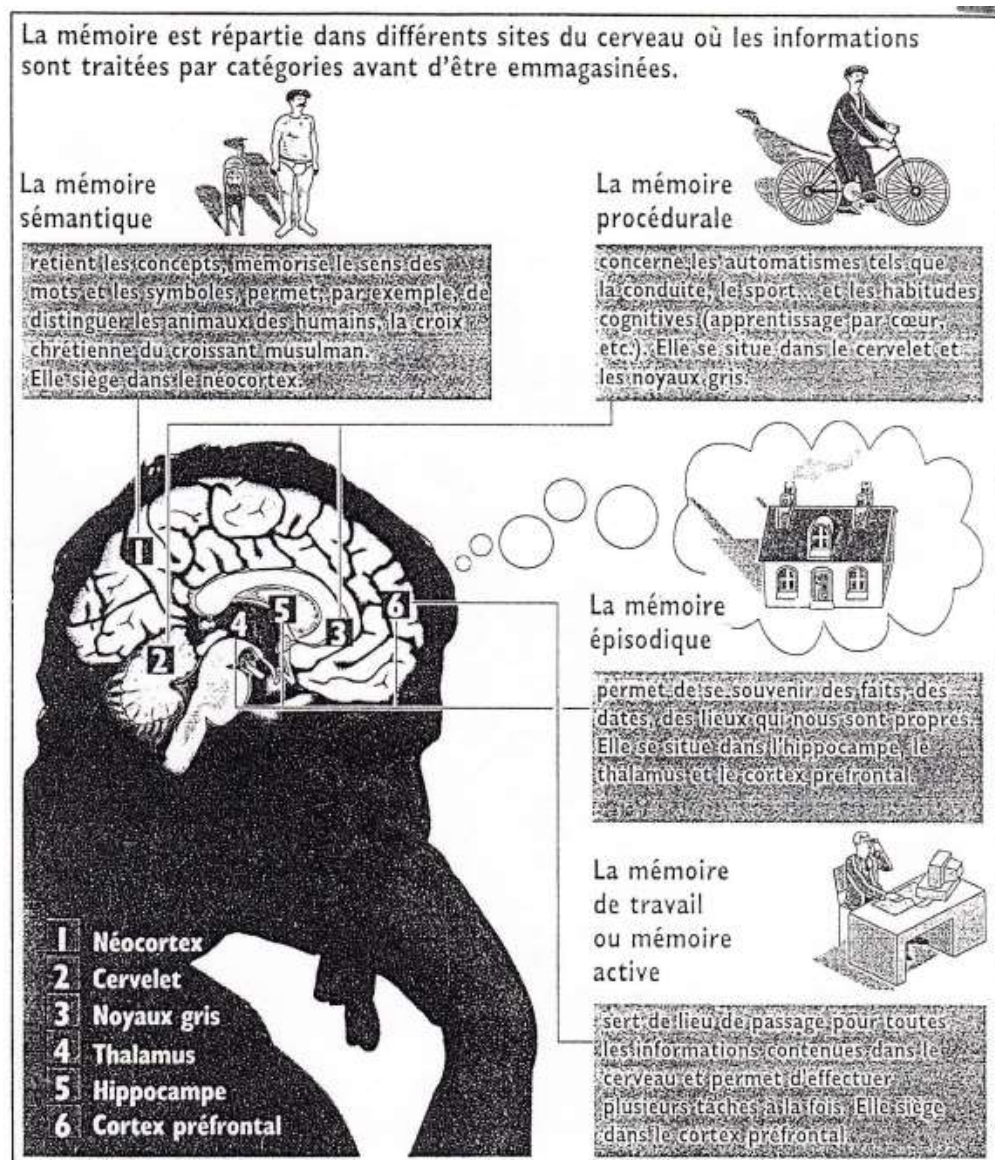 La mémoire est répartie dans différents sites du cerveau où les informations
sont traitées par catégories avant d'être emmagasinées.
La mémoire
sémantique
retient les concepts, mémorise le sens des
mots et les symboles, permet, par exemple, de
distinguer les animaux des humains, la croix
chrétienne du croissant musulman.
Elle siège dans le néocortex.
La mémoire
procédurale
concerne les automatismes tels que
la conduite, le sport... et les habitudes
cognitives (apprentissage par cœur,
etc.). Elle se situe dans le cervelet et
les noyaux gris.
1
2
3
4
5
6
La mémoire
épisodique
permet de se souvenir des faits, des
dates, des lieux qui nous sont propres.
Elle se situe dans l'hippocampe, le
thalamus et le cortex préfrontal.
La mémoire
de travail
ou mémoire
active
sert de lieu de passage pour toutes
les informations contenues dans le
cerveau et permet d'effectuer
plusieurs tâches à la fois. Elle siège
dans le cortex préfrontal.
1 Néocortex
2 Cervelet
3 Noyaux gris
4 Thalamus
5 Hippocampe
6 Cortex préfrontal